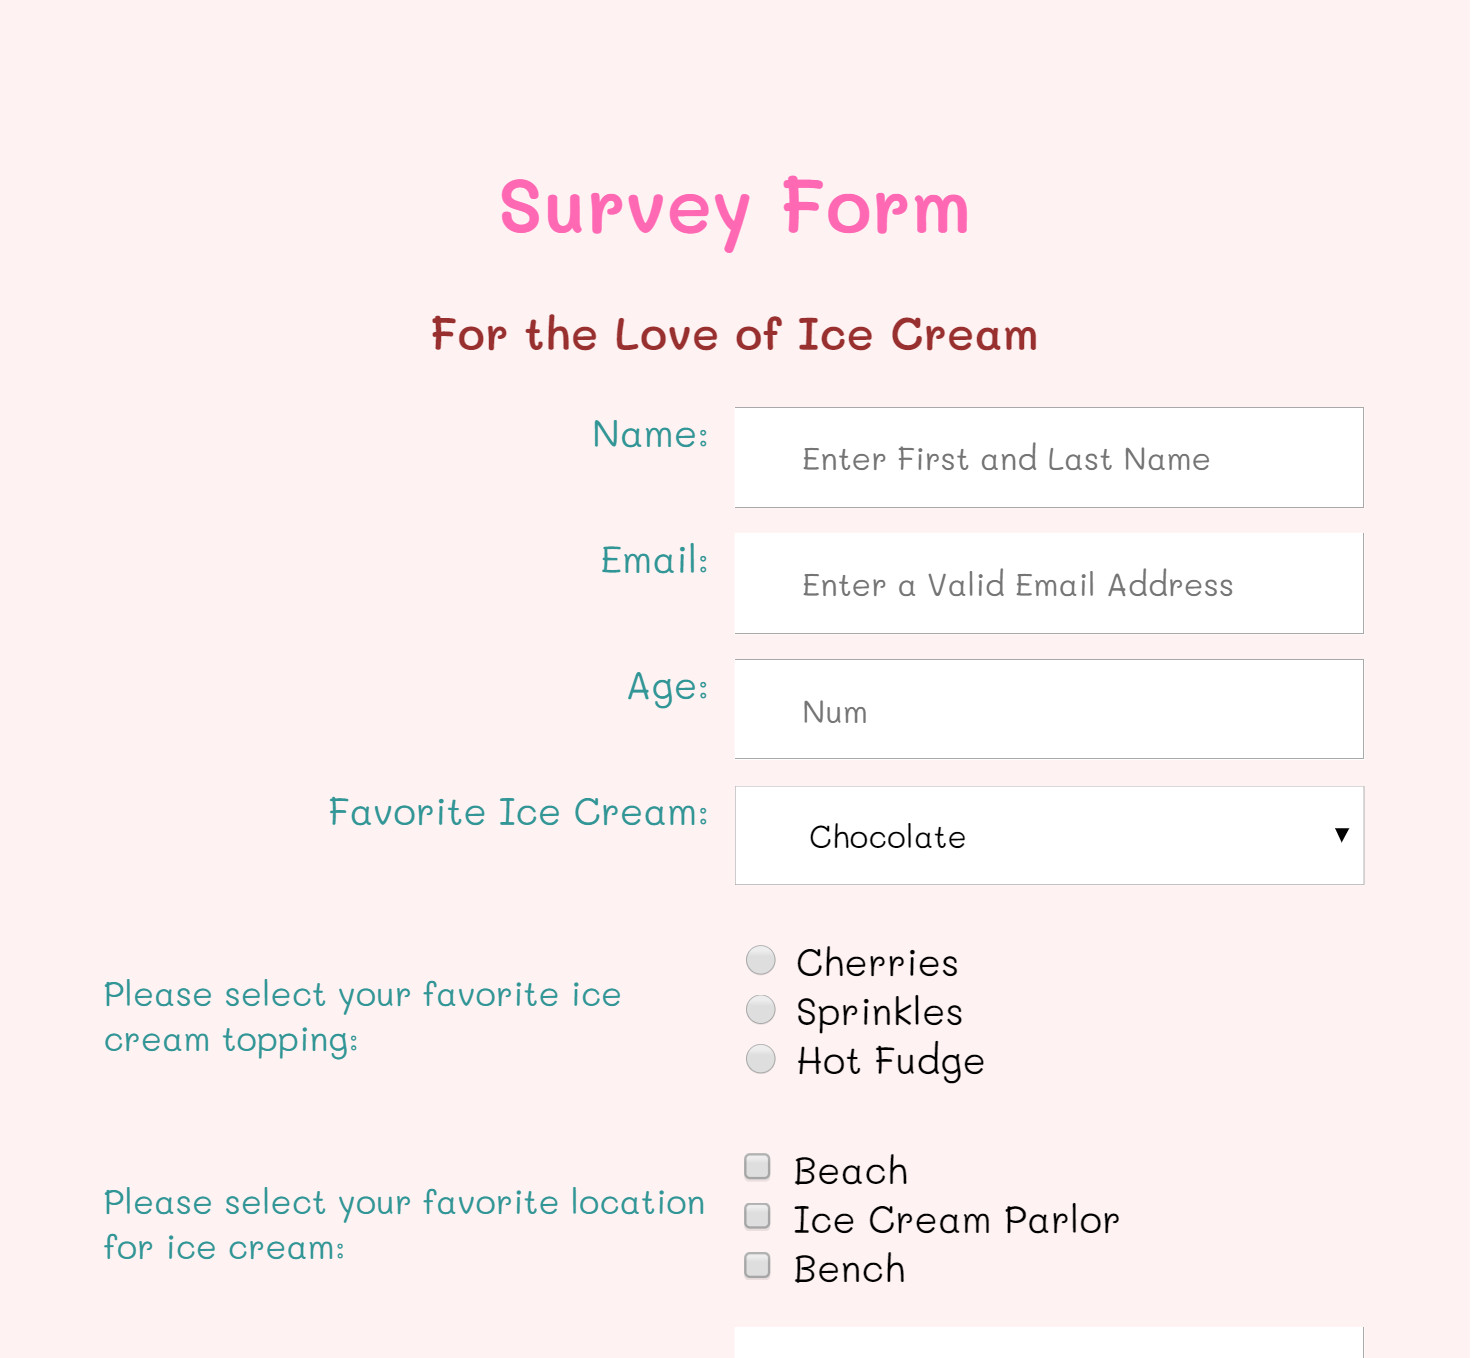 Survey Form
For the Love of Ice Cream
Name:
Enter First and Last Name
Email:
Enter a Valid Email Address
Age:
Num
Favorite Ice Cream:
Chocolate
Please select your favorite ice
cream topping:
Cherries
Sprinkles
Hot Fudge
Please select your favorite location
for ice cream:
Beach
Ice Cream Parlor
Bench